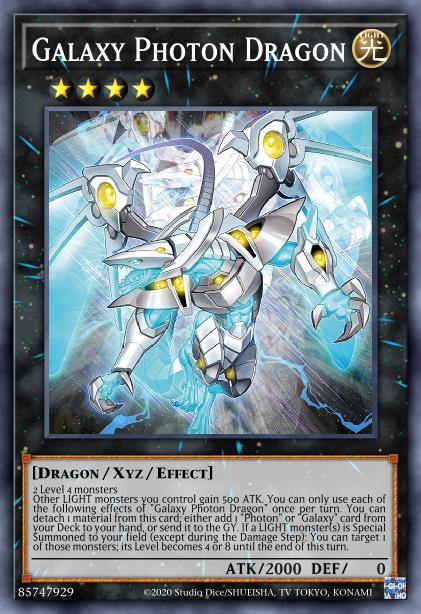 GALAXY PHOTON DRAGON
LIGHT
光
[DRAGON / XYZ / EFFECT]
2 Level 4 monsters
Other LIGHT monsters you control gain 500 ATK. You can only use each of
the following effects of "Galaxy Photon Dragon" once per turn. You can
detach 1 material from this card; either add 1 "Photon" or "Galaxy" card from
your Deck to your hand, or send it to the GY. If a LIGHT monster(s) is Special
Summoned to your field (except during the Damage Step): You can target 1
of those monsters; its Level becomes 4 or 8 until the end of this turn.
ATK/2000 DEF/ 0
85747929
©2020 Studio Dice/SHUEISHA, TV TOKYO, KONAMI